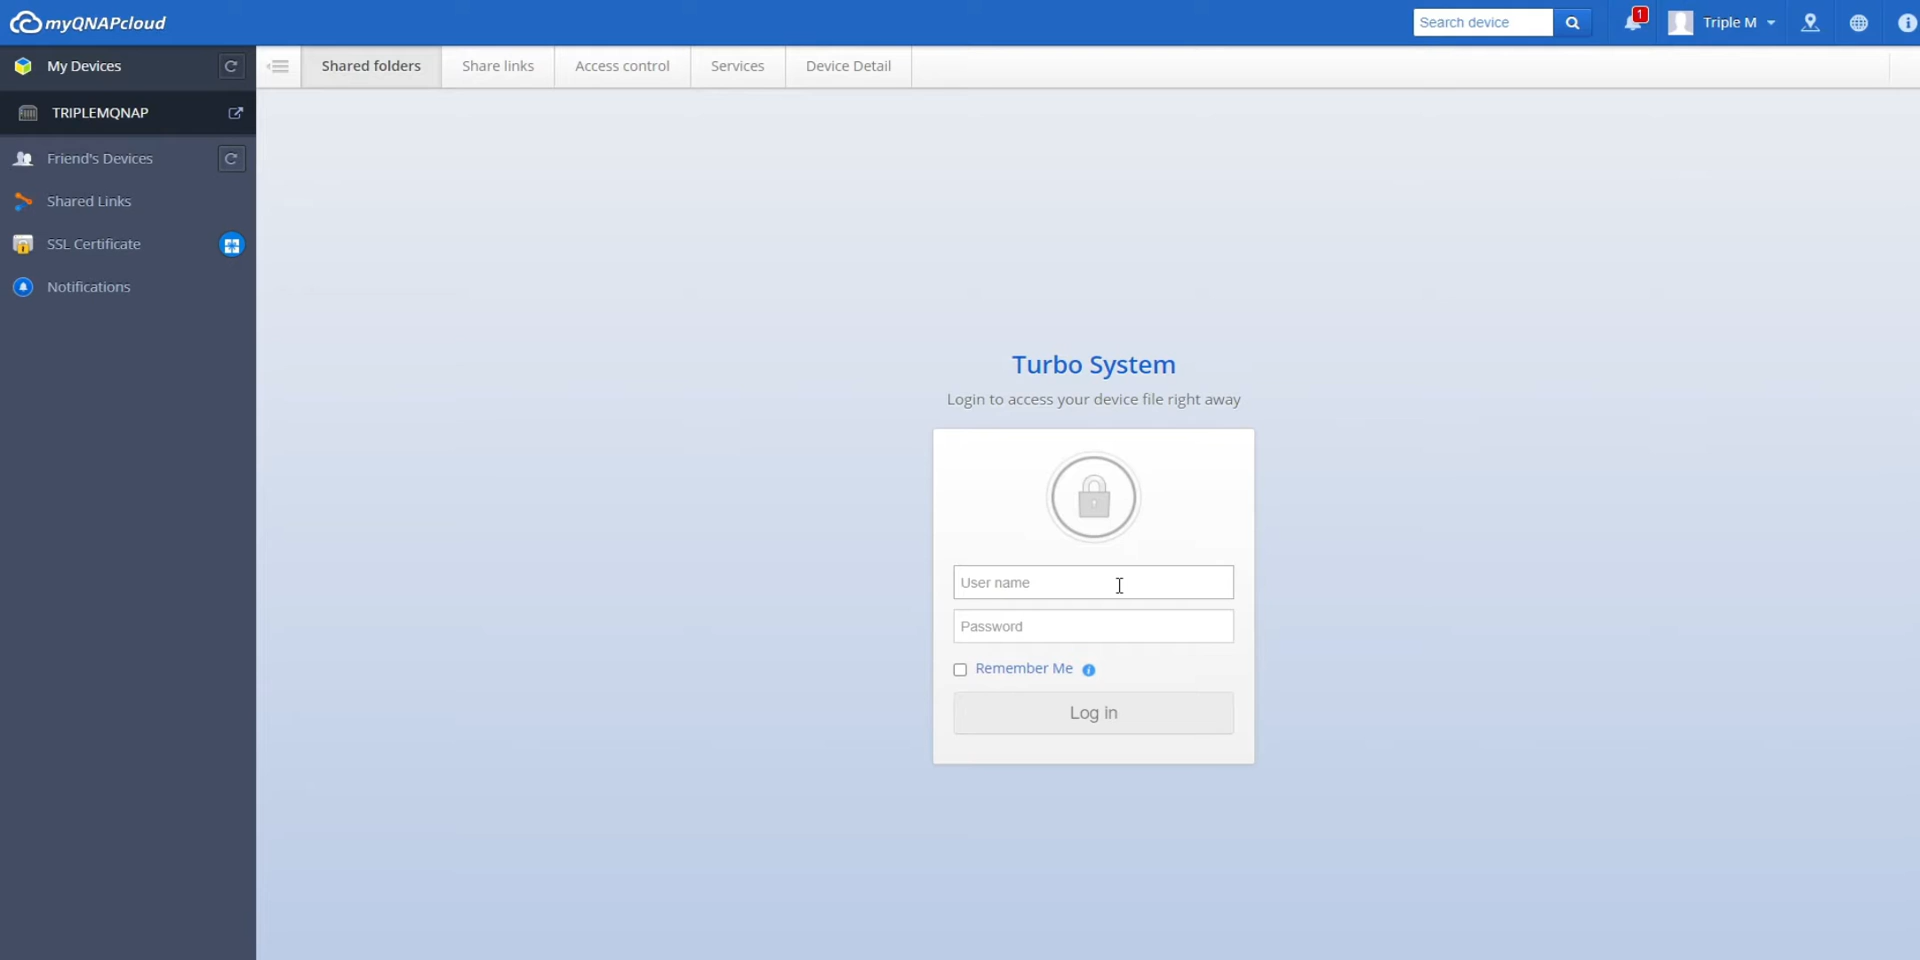 myQNAPcloud
Search device
1
Triple M
My Devices
Shared folders
Share links
Access control
Services
Device Detail
TRIPLEMQNAP
Friend's Devices
Shared Links
SSL Certificate
Notifications
Turbo System
Login to access your device file right away
User name
Password
Remember Me
Log in